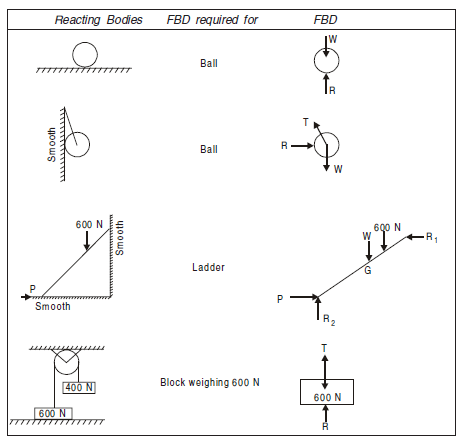 Reacting Bodies FBD required for FBD
W
Ball
R
Smooth
Ball
T
R
W
600 N
Smooth
P
Smooth
Ladder
600 N
W
R1
G
P
R2
400 N
600 N
Block weighing 600 N
T
600 N
R